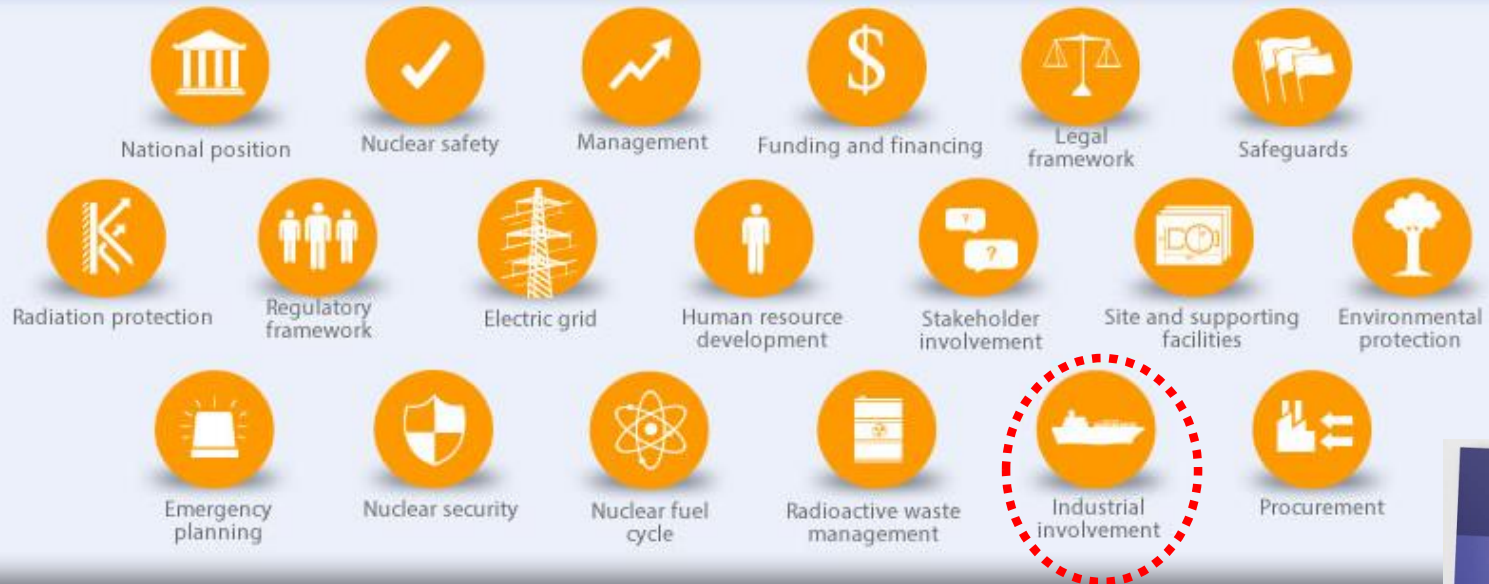 $
National position
Nuclear safety
Management
Funding and financing
Legal
framework
Safeguards
?
?
Radiation protection
Regulatory
framework
Electric grid
Human resource
development
Stakeholder
involvement
Site and supporting
facilities
Environmental
protection
Emergency
planning
Nuclear security
Nuclear fuel
cycle
Radioactive waste
management
Industrial
involvement
Procurement